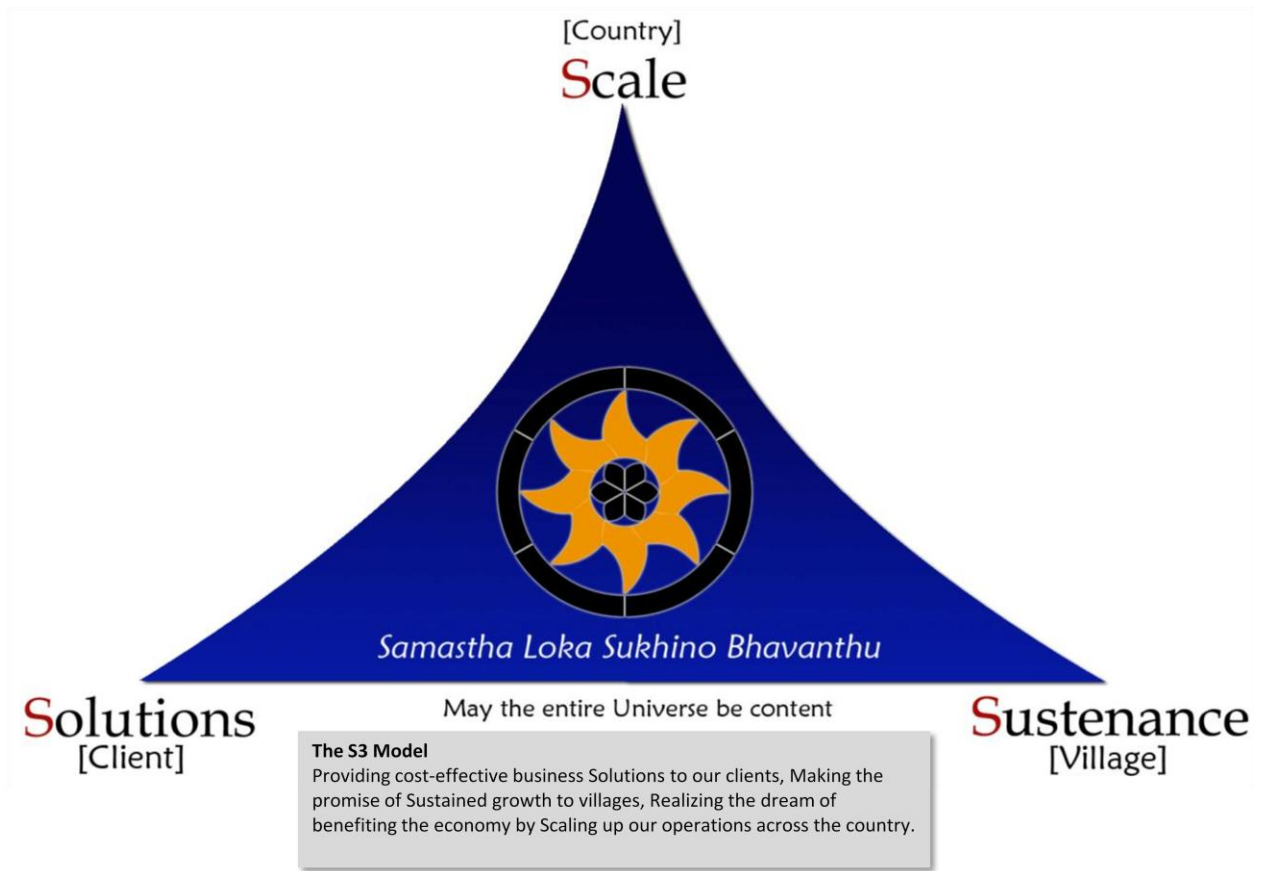 [Country]
Scale
Samastha Loka Sukhino Bhavanthu
Solutions
[Client]
May the entire Universe be content
Sustenance
[Village]
The S3 Model
Providing cost-effective business Solutions to our clients, Making the
promise of Sustained growth to villages, Realizing the dream of
benefiting the economy by Scaling up our operations across the country.